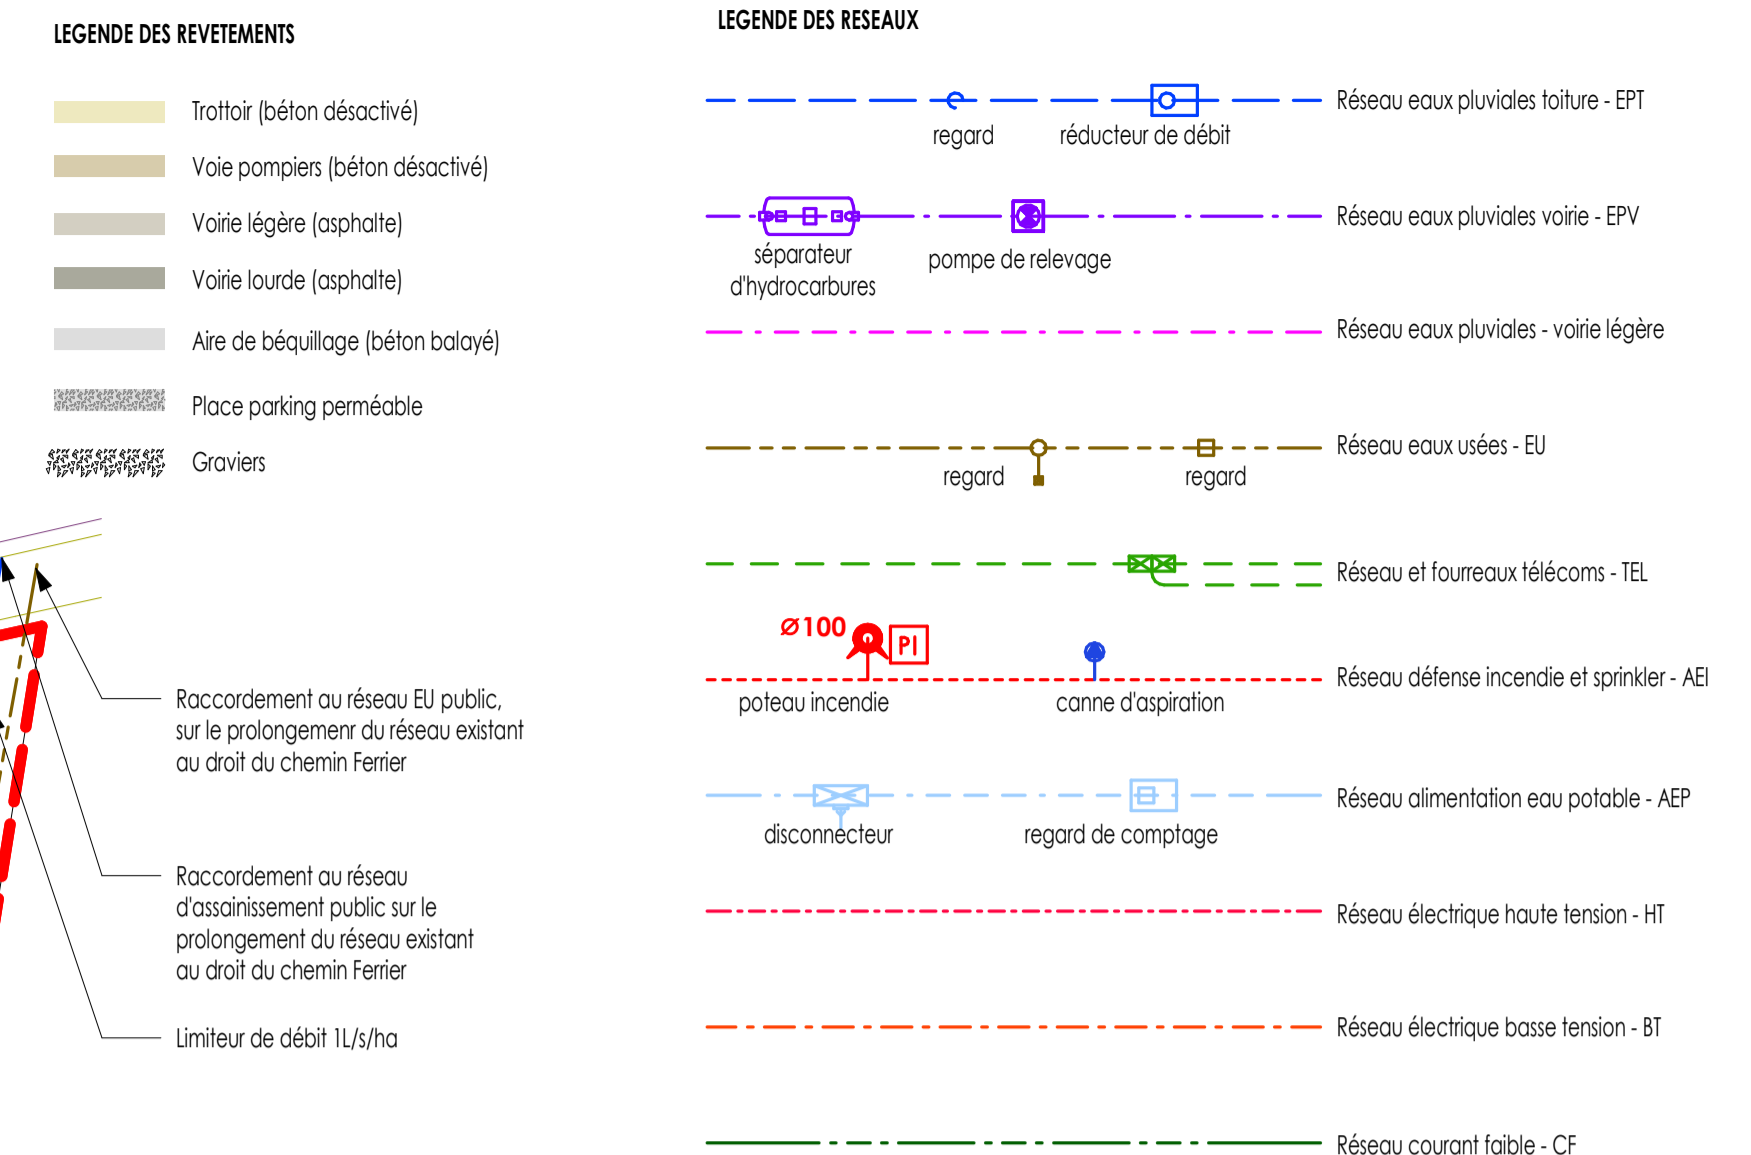 LEGENDE DES REVETEMENTS
Trottoir (béton désactivé)
Voie pompiers (béton désactivé)
Voirie légère (asphalte)
Voirie lourde (asphalte)
Aire de béquillage (béton balayé)
Place parking perméable
Graviers
Raccordement au réseau EU public,
sur le prolongemenr du réseau existant
au droit du chemin Ferrier
Raccordement au réseau
d'assainissement public sur le
prolongement du réseau existant
au droit du chemin Ferrier
Limiteur de débit 1L/s/ha
LEGENDE DES RESEAUX
Réseau eaux pluviales toiture - EPT
regard
réducteur de débit
Réseau eaux pluviales voirie - EPV
séparateur
d'hydrocarbures
pompe de relevage
Réseau eaux pluviales - voirie légère
Réseau eaux usées - EU
regard
regard
Réseau et fourreaux télécoms - TEL
Ø100
PI
Réseau défense incendie et sprinkler - AEI
poteau incendie
canne d'aspiration
Réseau alimentation eau potable - AEP
disconnecteur
regard de comptage
Réseau électrique haute tension - HT
Réseau électrique basse tension - BT
Réseau courant faible - CF